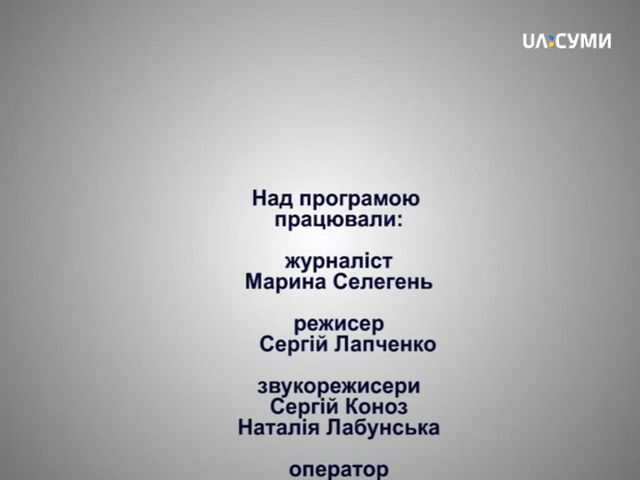 UA:СУМИ
Над програмою
працювали:
журналіст
Марина Селегень
режисер
Сергій Лапченко
звукорежисери
Сергій Коноз
Наталія Лабунська
оператор